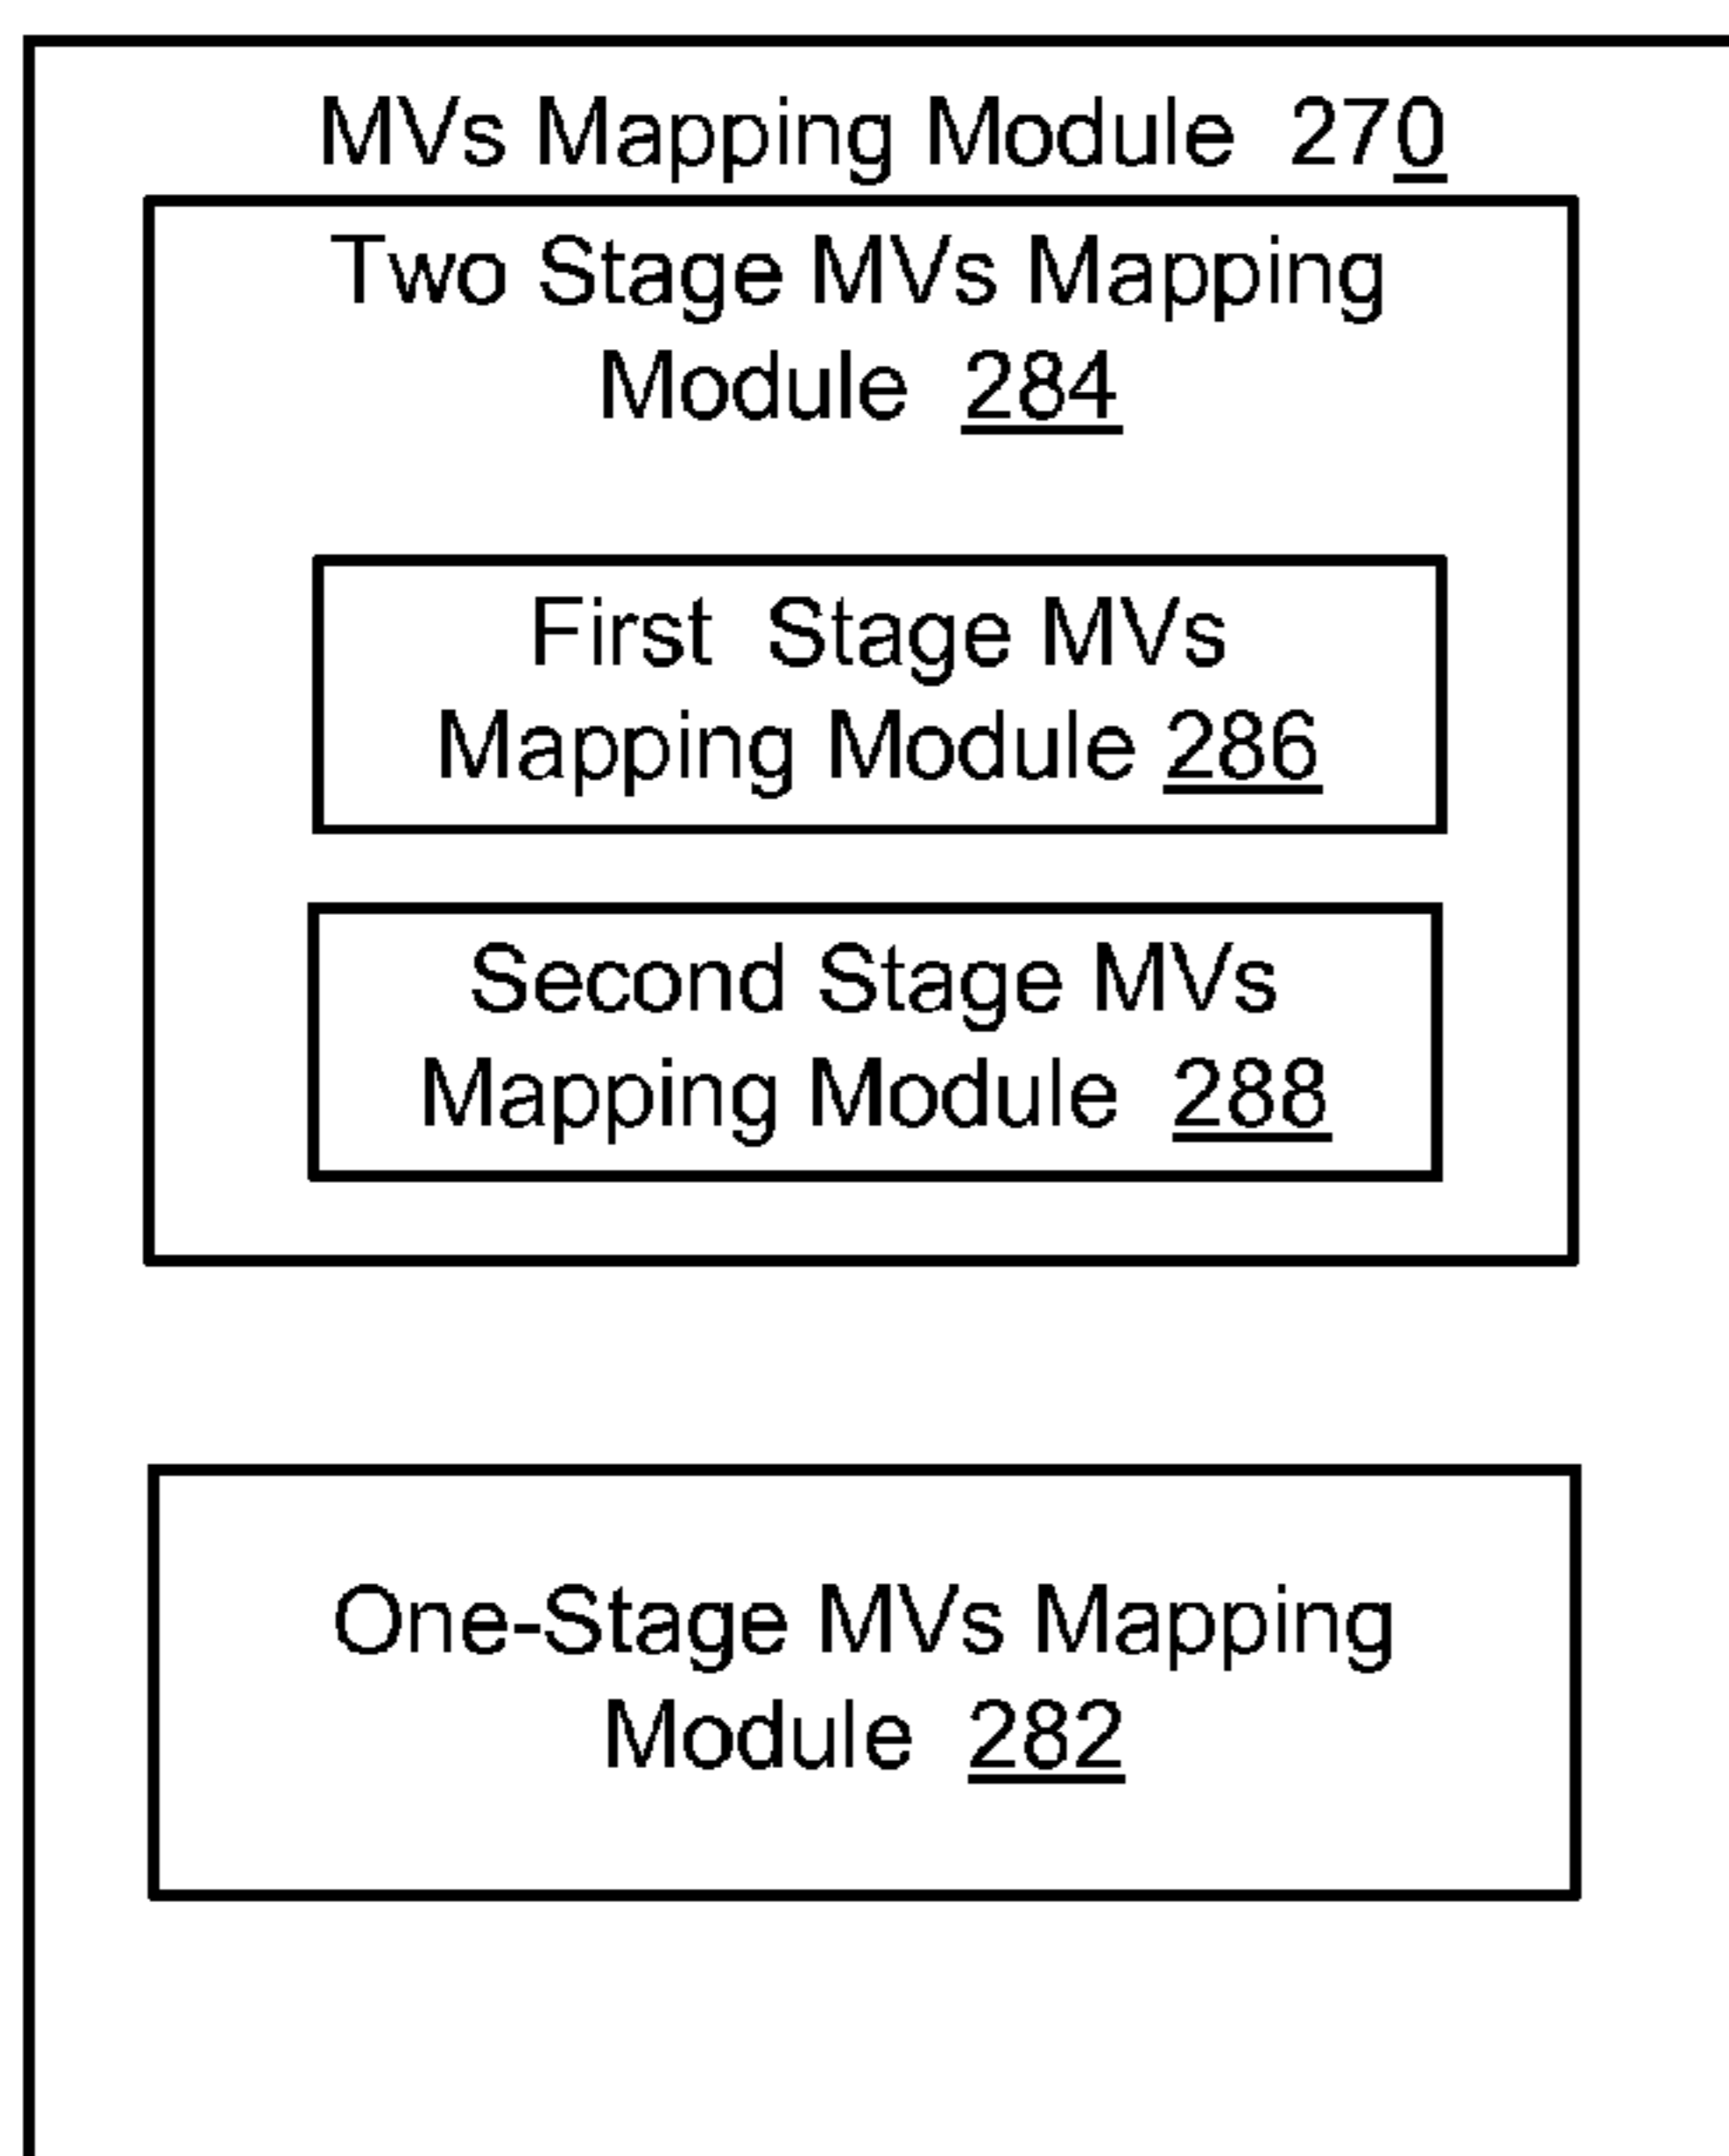 MVs Mapping Module 270
Two Stage MVs Mapping
Module 284
First Stage MVs
Mapping Module 286
Second Stage MVs
Mapping Module 288
One-Stage MVs Mapping
Module 282